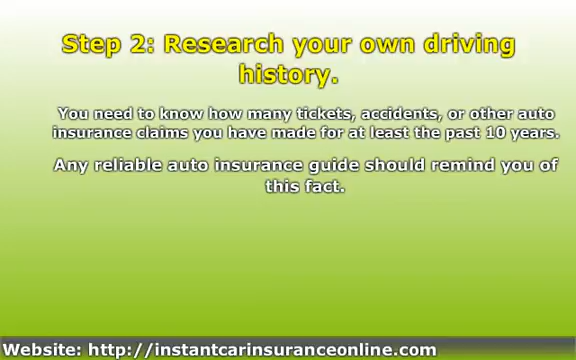 Step 2: Research your own driving
history.
You need to know how many tickets, accidents, or other auto
insurance claims you have made for at least the past 10 years.
Any reliable auto insurance guide should remind you of
this fact.
Website: http://instantcarinsuranceonline.com